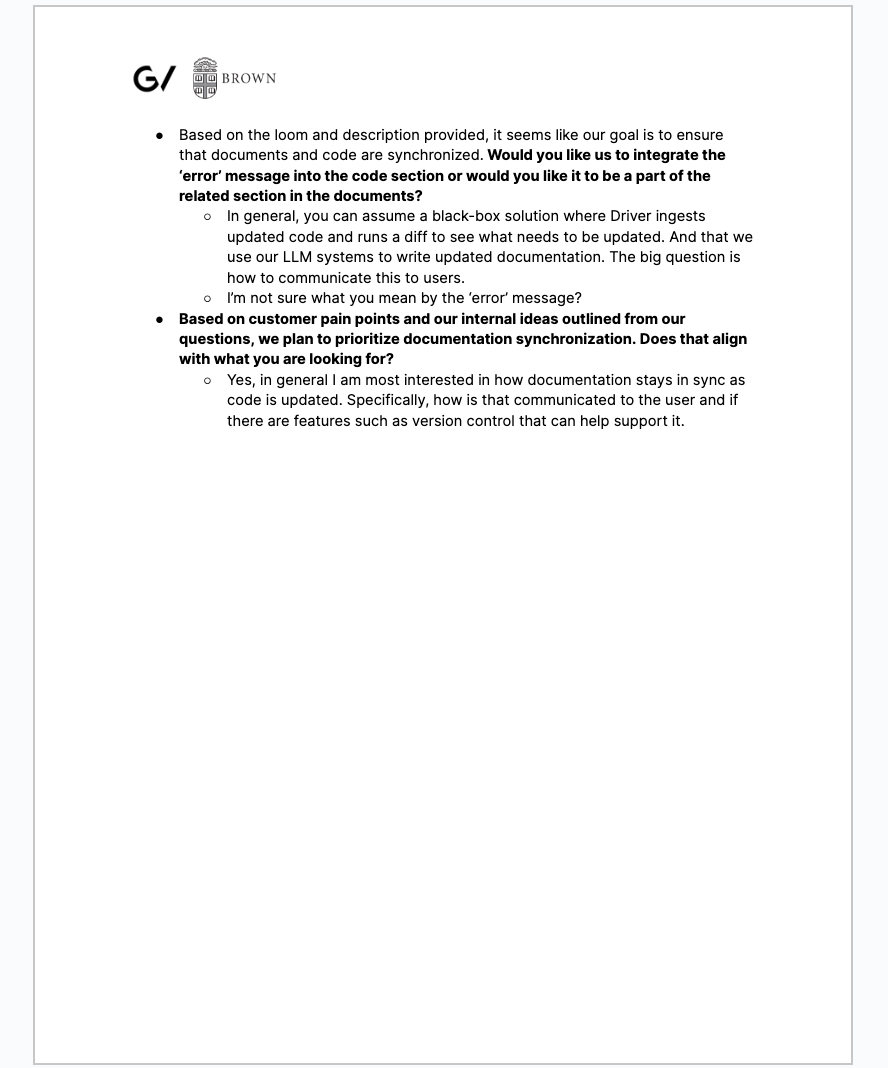 G/ BROWN
● Based on the loom and description provided, it seems like our goal is to ensure
that documents and code are synchronized. Would you like us to integrate the
‘error’ message into the code section or would you like it to be a part of the
related section in the documents?
○ In general, you can assume a black-box solution where Driver ingests
updated code and runs a diff to see what needs to be updated. And that we
use our LLM systems to write updated documentation. The big question is
how to communicate this to users.
○ I’m not sure what you mean by the ‘error’ message?
● Based on customer pain points and our internal ideas outlined from our
questions, we plan to prioritize documentation synchronization. Does that align
with what you are looking for?
○ Yes, in general I am most interested in how documentation stays in sync as
code is updated. Specifically, how is that communicated to the user and if
there are features such as version control that can help support it.